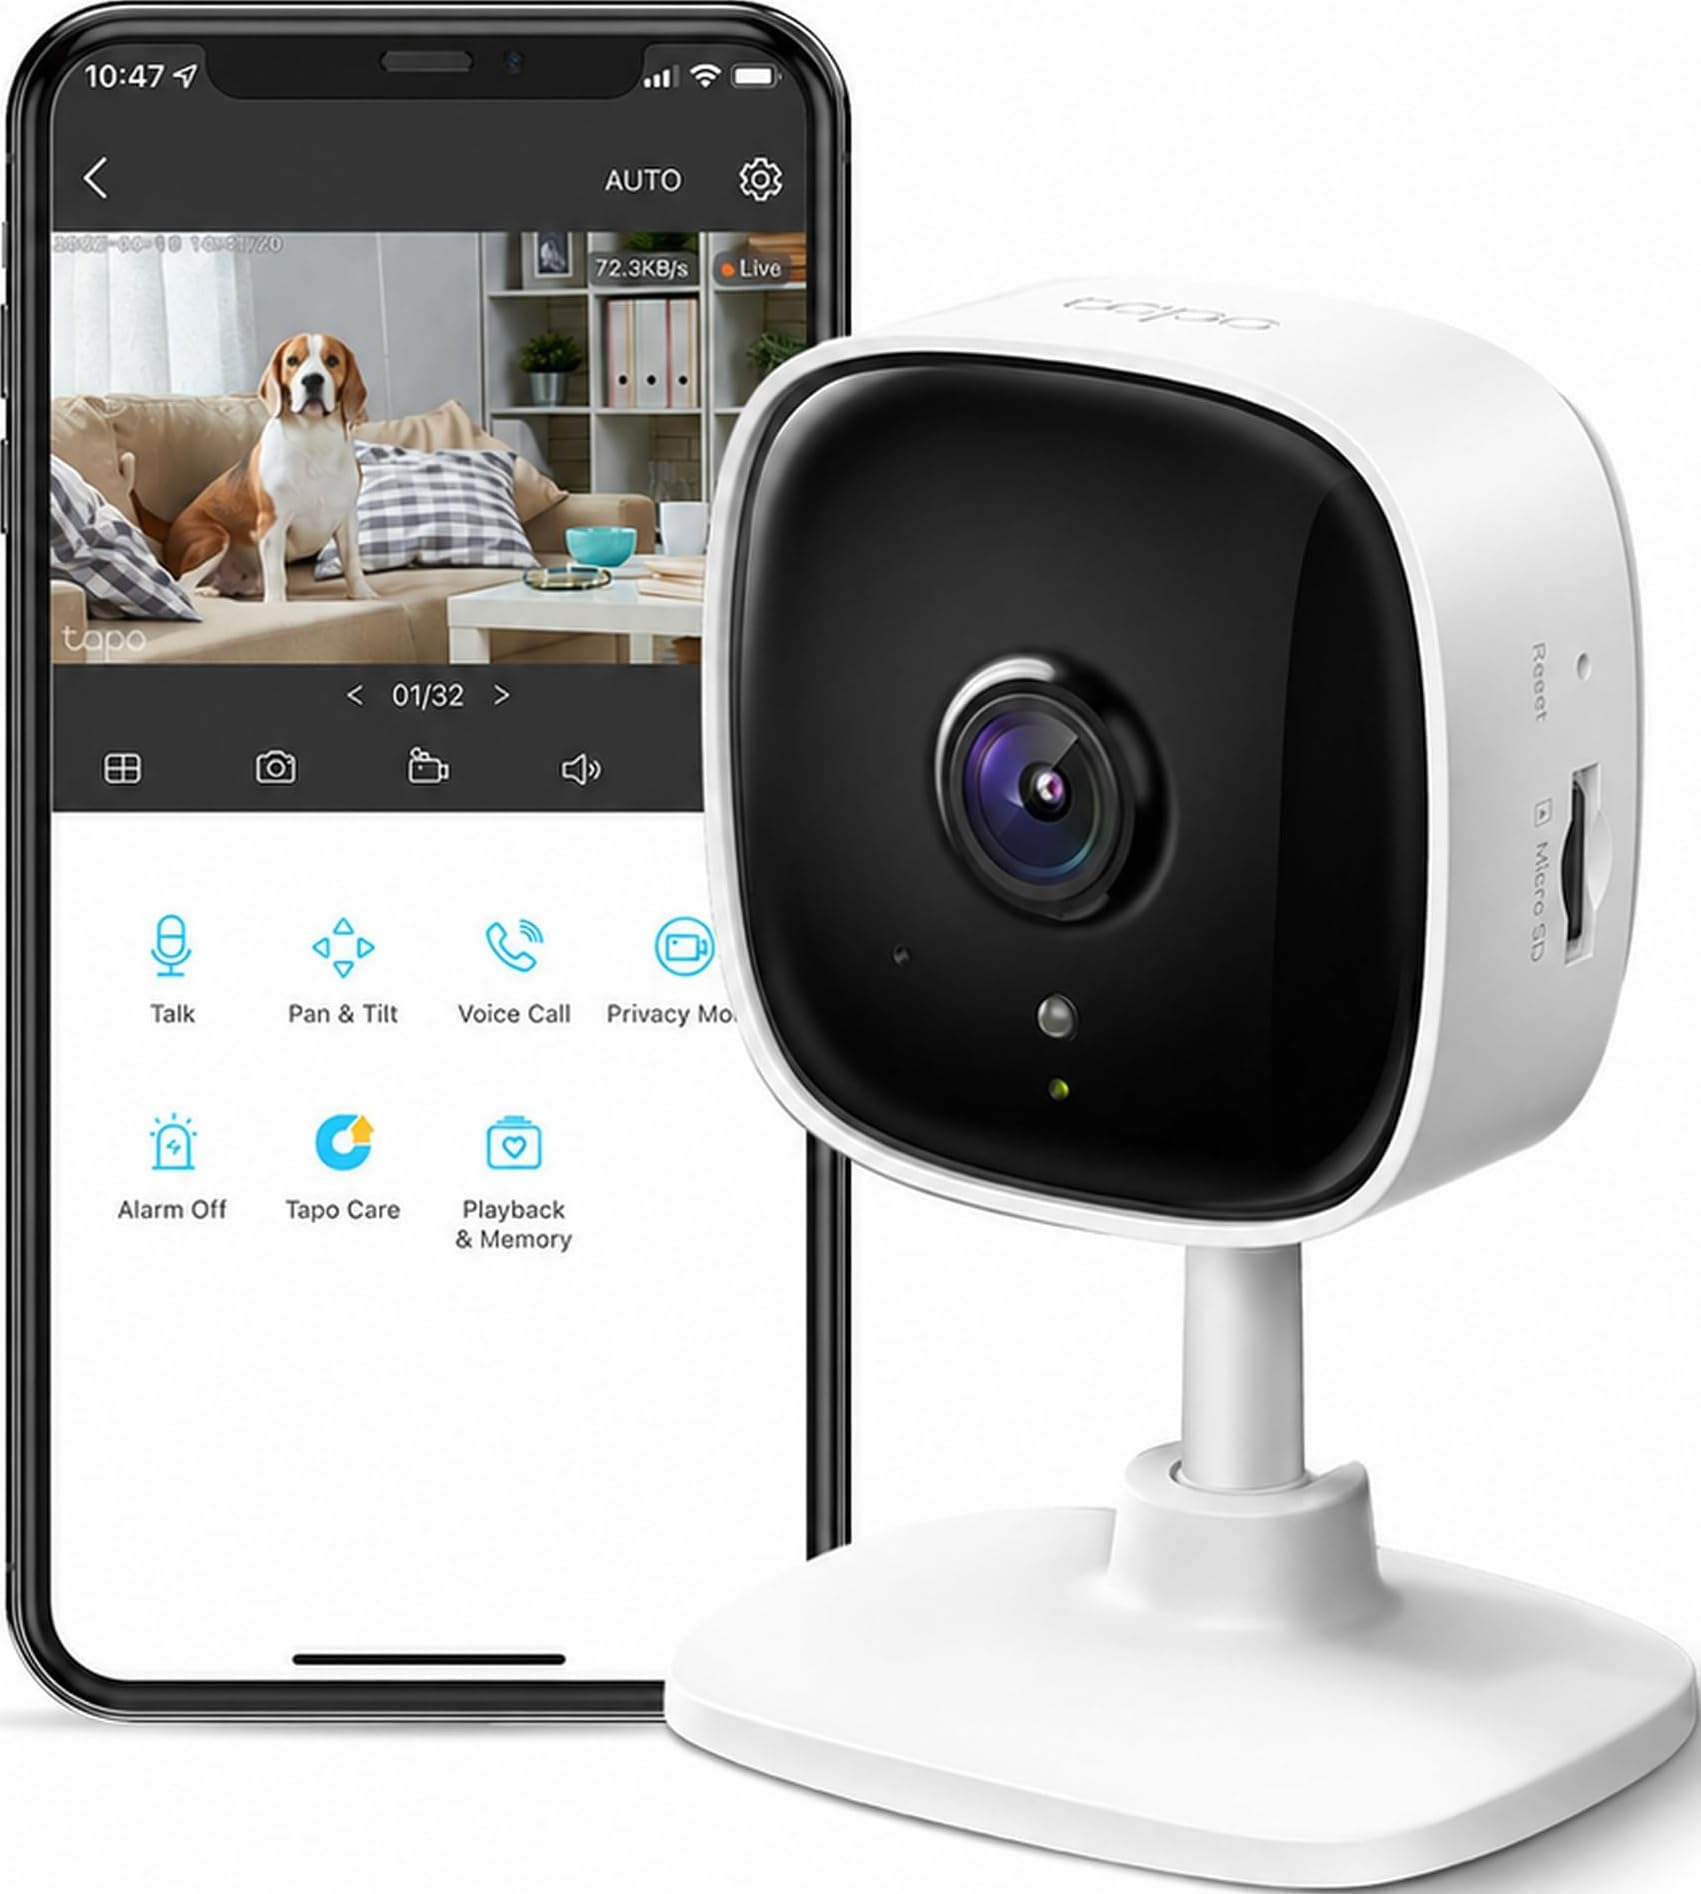 10:47
AUTO
72.3KB/s
Live
tapo
tapo
< 01/32 >
Reset
Micro SD
Talk
Pan & Tilt
Voice Call
Privacy Mo
Alarm Off
Tapo Care
Playback
& Memory